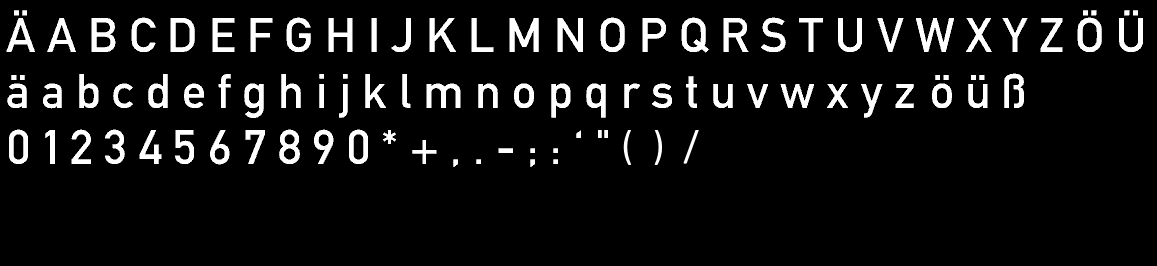 Ä A B C D E F G H I J K L M N O P Q R S T U V W X Y Z Ö Ü
ä a b c d e f g h i j k l m n o p q r s t u v w x y z ö ü ß
0 1 2 3 4 5 6 7 8 9 0 * + , . - ; : ‘ " ( ) /